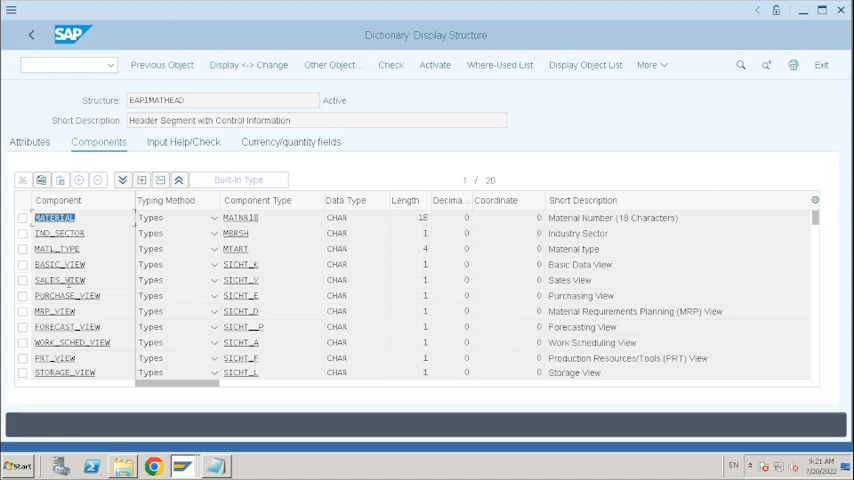 SAP
Dictionary: Display Structure
Previous Object Display <-> Change Other Object... Check Activate Where-Used List Display Object List More Exit
Structure: BAPIMATHEAD Active
Short Description: Header Segment with Control Information
Attributes Components Input Help/Check Currency/quantity fields
Built-in Type 1 / 20
Component Typing Method Component Type Data Type Length Decima... Coordinate Short Description
MATERIAL Types MATNR18 CHAR 18 0 0 Material Number (18 Characters)
IND_SECTOR Types MBRSH CHAR 1 0 0 Industry Sector
MATL_TYPE Types MTART CHAR 4 0 0 Material type
BASIC_VIEW Types SICHT_K CHAR 1 0 0 Basic Data View
SALES_VIEW Types SICHT_V CHAR 1 0 0 Sales View
PURCHASE_VIEW Types SICHT_E CHAR 1 0 0 Purchasing View
MRP_VIEW Types SICHT_D CHAR 1 0 0 Material Requirements Planning (MRP) View
FORECAST_VIEW Types SICHT__P CHAR 1 0 0 Forecasting View
WORK_SCHED_VIEW Types SICHT_A CHAR 1 0 0 Work Scheduling View
PRT_VIEW Types SICHT_F CHAR 1 0 0 Production Resources/Tools (PRT) View
STORAGE_VIEW Types SICHT_L CHAR 1 0 0 Storage View
Start EN 9:21 AM
7/20/2022